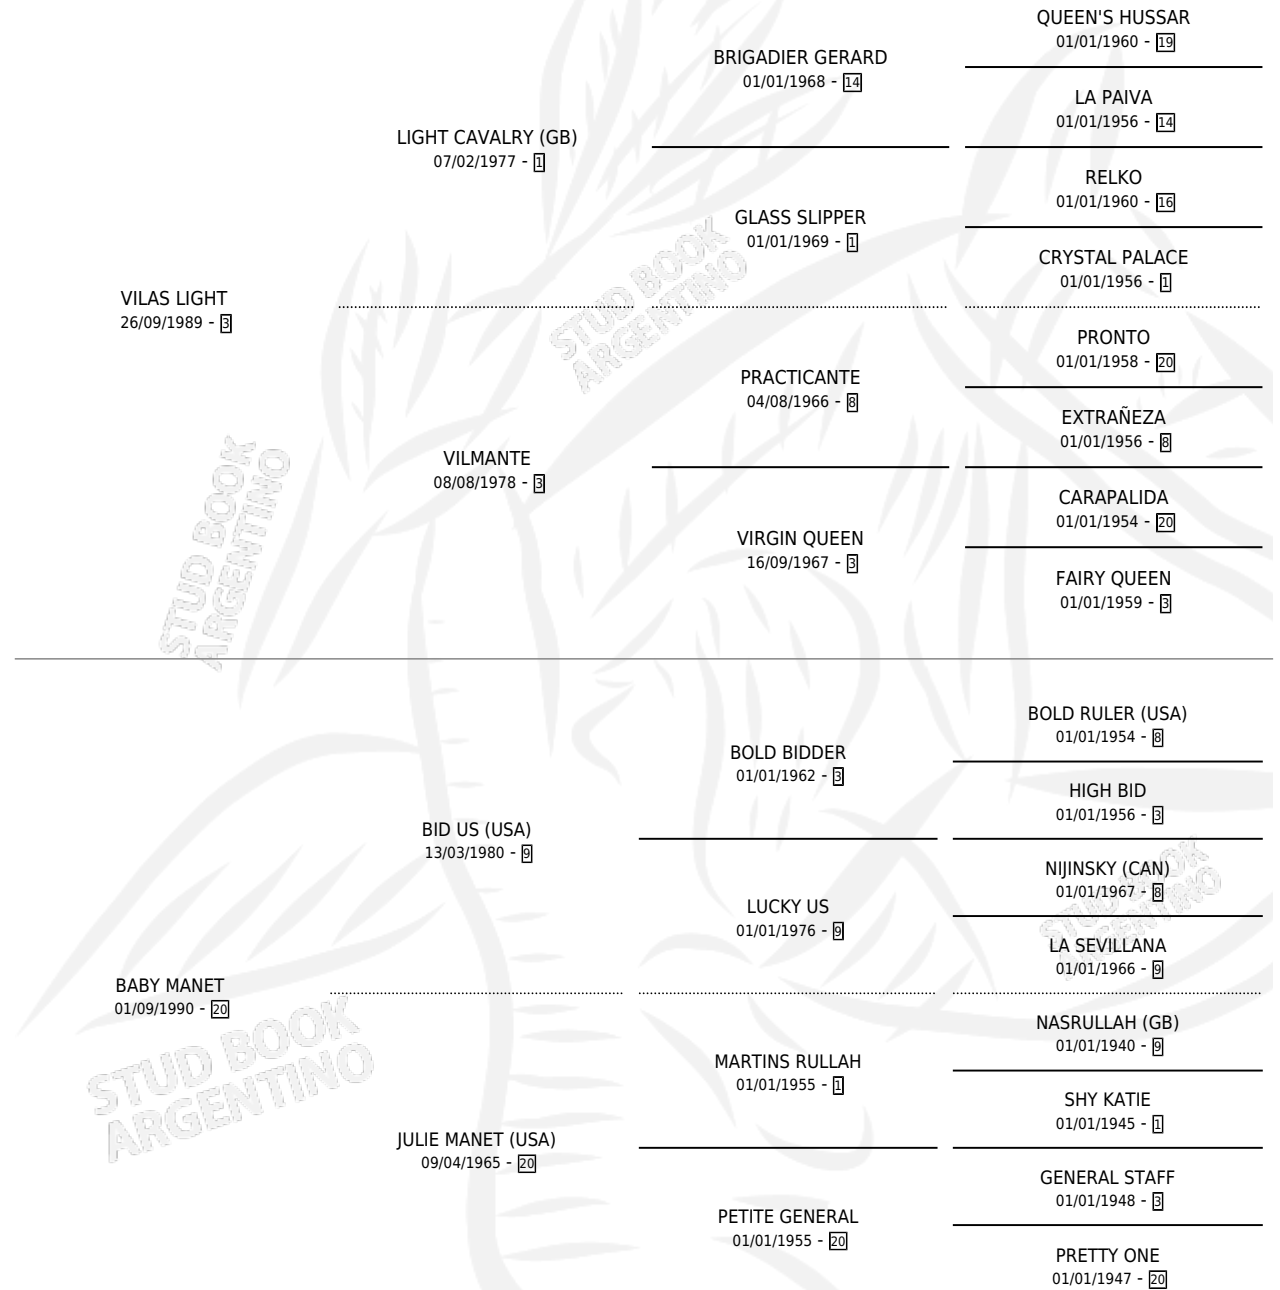 QUEEN'S HUSSAR
01/01/1960 - 19
BRIGADIER GERARD
01/01/1968 - 14
LA PAIVA
01/01/1956 - 14
LIGHT CAVALRY (GB)
07/02/1977 - 1
RELKO
01/01/1960 - 16
GLASS SLIPPER
01/01/1969 - 1
CRYSTAL PALACE
01/01/1956 - 1
VILAS LIGHT
26/09/1989 - 3
PRONTO
01/01/1958 - 20
PRACTICANTE
04/08/1966 - 8
EXTRAÑEZA
01/01/1956 - 8
VILMANTE
08/08/1978 - 3
CARAPALIDA
01/01/1954 - 20
VIRGIN QUEEN
16/09/1967 - 3
FAIRY QUEEN
01/01/1959 - 3
STUD BOOK
ARGENTINO
STUD BOOK
ARGENTINO
BOLD RULER (USA)
01/01/1954 - 8
BOLD BIDDER
01/01/1962 - 3
HIGH BID
01/01/1956 - 3
BID US (USA)
13/03/1980 - 9
NIJINSKY (CAN)
01/01/1967 - 8
LUCKY US
01/01/1976 - 9
LA SEVILLANA
01/01/1966 - 9
STUD BOOK
ARGENTINO
BABY MANET
01/09/1990 - 20
NASRULLAH (GB)
01/01/1940 - 9
MARTINS RULLAH
01/01/1955 - 1
SHY KATIE
01/01/1945 - 1
JULIE MANET (USA)
09/04/1965 - 20
GENERAL STAFF
01/01/1948 - 3
PETITE GENERAL
01/01/1955 - 20
PRETTY ONE
01/01/1947 - 20
STUD BOOK
ARGENTINO